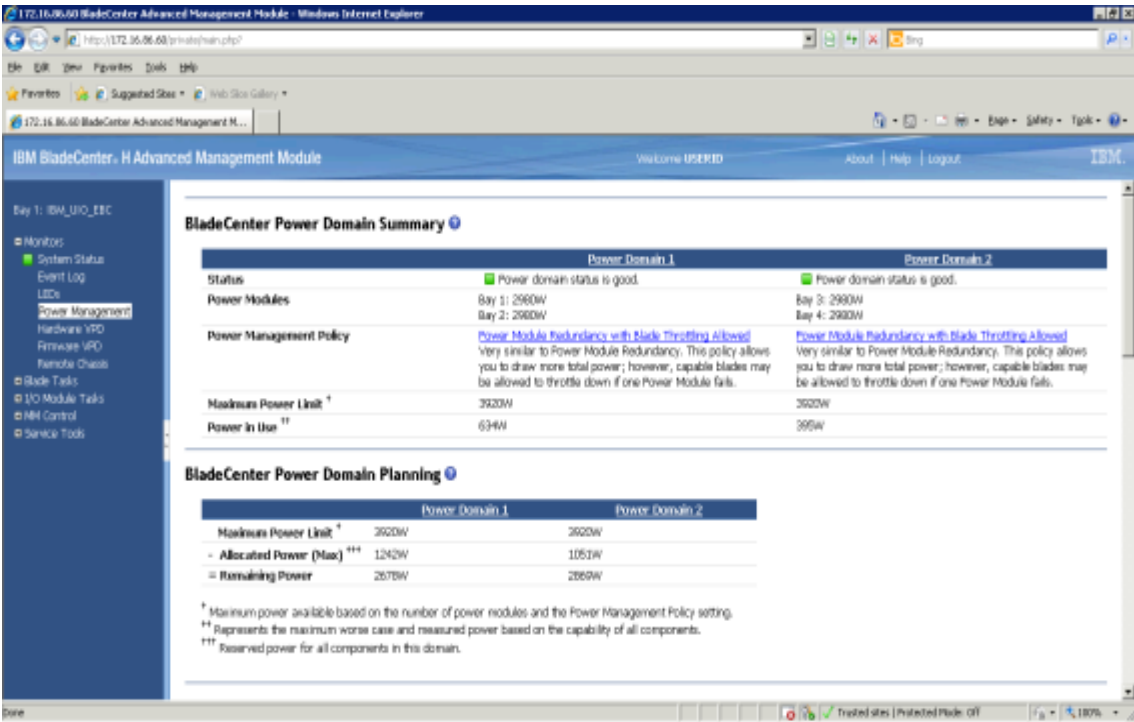 172.16.86.60 BladeCenter Advanced Management Module - Windows Internet Explorer
http://172.16.86.60/private/main.php?
Bing
File Edit View Favorites Tools Help
Favorites Suggested Sites Web Slice Gallery
172.16.86.60 BladeCenter Advanced Management M...
Page Safety Tools
IBM BladeCenter® H Advanced Management Module Welcome USERID About | Help | Logout IBM.
Bay 1: IBM_UIO_EBC
Monitors
System Status
Event Log
LEDs
Power Management
Hardware VPD
Firmware VPD
Remote Chassis
Blade Tasks
I/O Module Tasks
MM Control
Service Tools
BladeCenter Power Domain Summary
Power Domain 1 Power Domain 2
Status Power domain status is good. Power domain status is good.
Power Modules Bay 1: 2980W Bay 3: 2980W
Bay 2: 2980W Bay 4: 2980W
Power Management Policy Power Module Redundancy with Blade Throttling Allowed Power Module Redundancy with Blade Throttling Allowed
Very similar to Power Module Redundancy. This policy allows Very similar to Power Module Redundancy. This policy allows
you to draw more total power; however, capable blades may you to draw more total power; however, capable blades may
be allowed to throttle down if one Power Module fails. be allowed to throttle down if one Power Module fails.
Maximum Power Limit † 3920W 3920W
Power in Use †† 634W 395W
BladeCenter Power Domain Planning
Power Domain 1 Power Domain 2
Maximum Power Limit † 3920W 3920W
- Allocated Power (Max) ††† 1242W 1051W
= Remaining Power 2678W 2869W
† Maximum power available based on the number of power modules and the Power Management Policy setting.
†† Represents the maximum worse case and measured power based on the capability of all components.
††† Reserved power for all components in this domain.
Done Trusted sites | Protected Mode: Off 100%